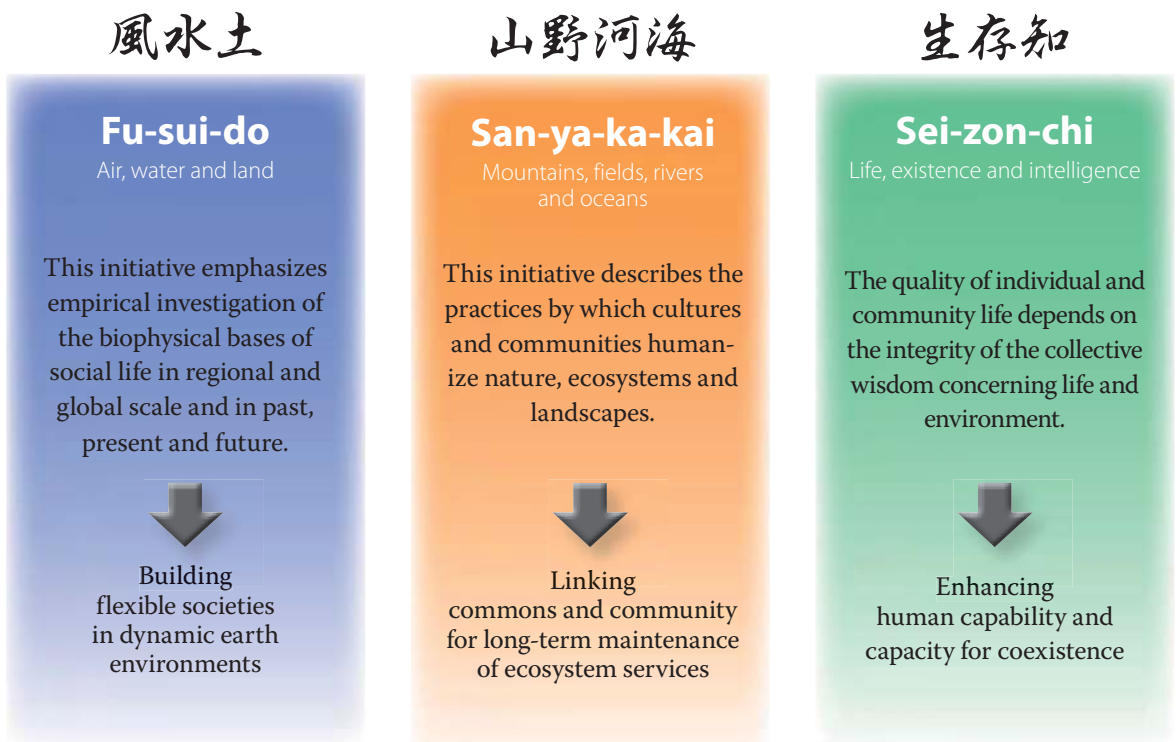 風水土
Fu-sui-do
Air, water and land
This initiative emphasizes
empirical investigation of
the biophysical bases of
social life in regional and
global scale and in past,
present and future.
Building
flexible societies
in dynamic earth
environments
山野河海
San-ya-ka-kai
Mountains, fields, rivers
and oceans
This initiative describes the
practices by which cultures
and communities human-
ize nature, ecosystems and
landscapes.
Linking
commons and community
for long-term maintenance
of ecosystem services
生存知
Sei-zon-chi
Life, existence and intelligence
The quality of individual and
community life depends on
the integrity of the collective
wisdom concerning life and
environment.
Enhancing
human capability and
capacity for coexistence